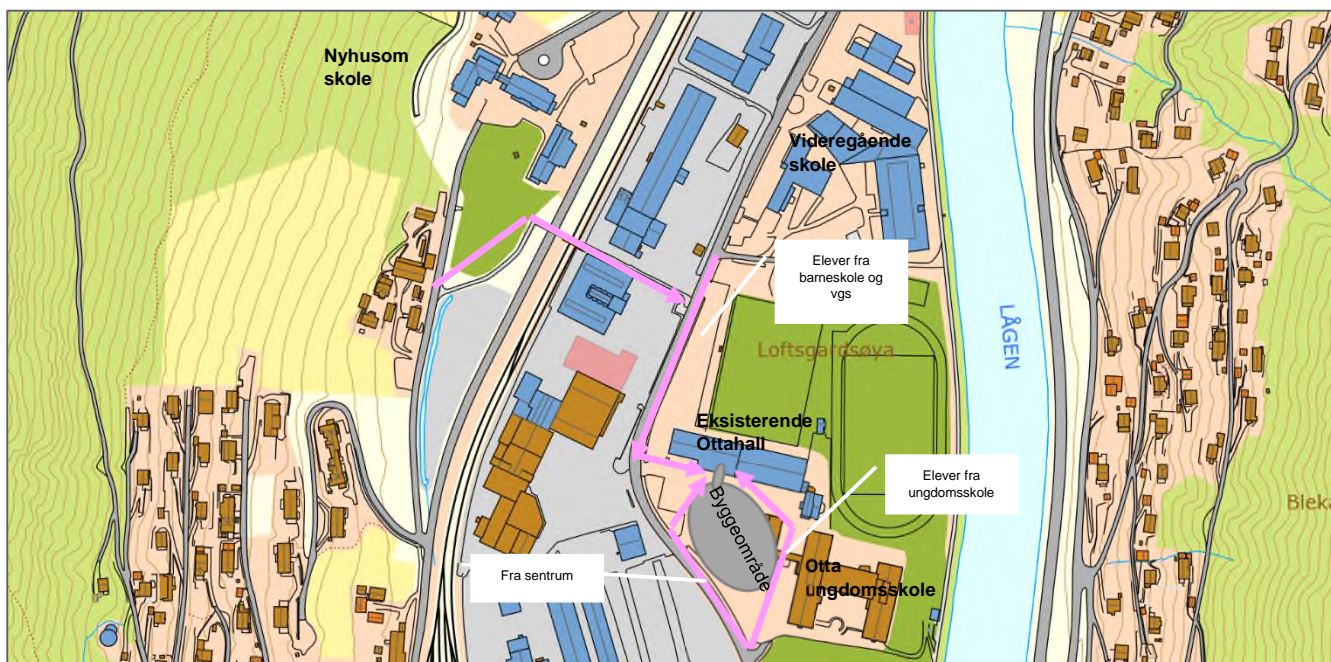 Nyhusom
skole
Videregående
skole
Elever fra
barneskole og
vgs
LÅGEN
Loftsgardsøya
Eksisterende
Ottahall
Elever fra
ungdomsskole
Byggeområde
Bleka
Fra sentrum
Otta
ungdomsskole